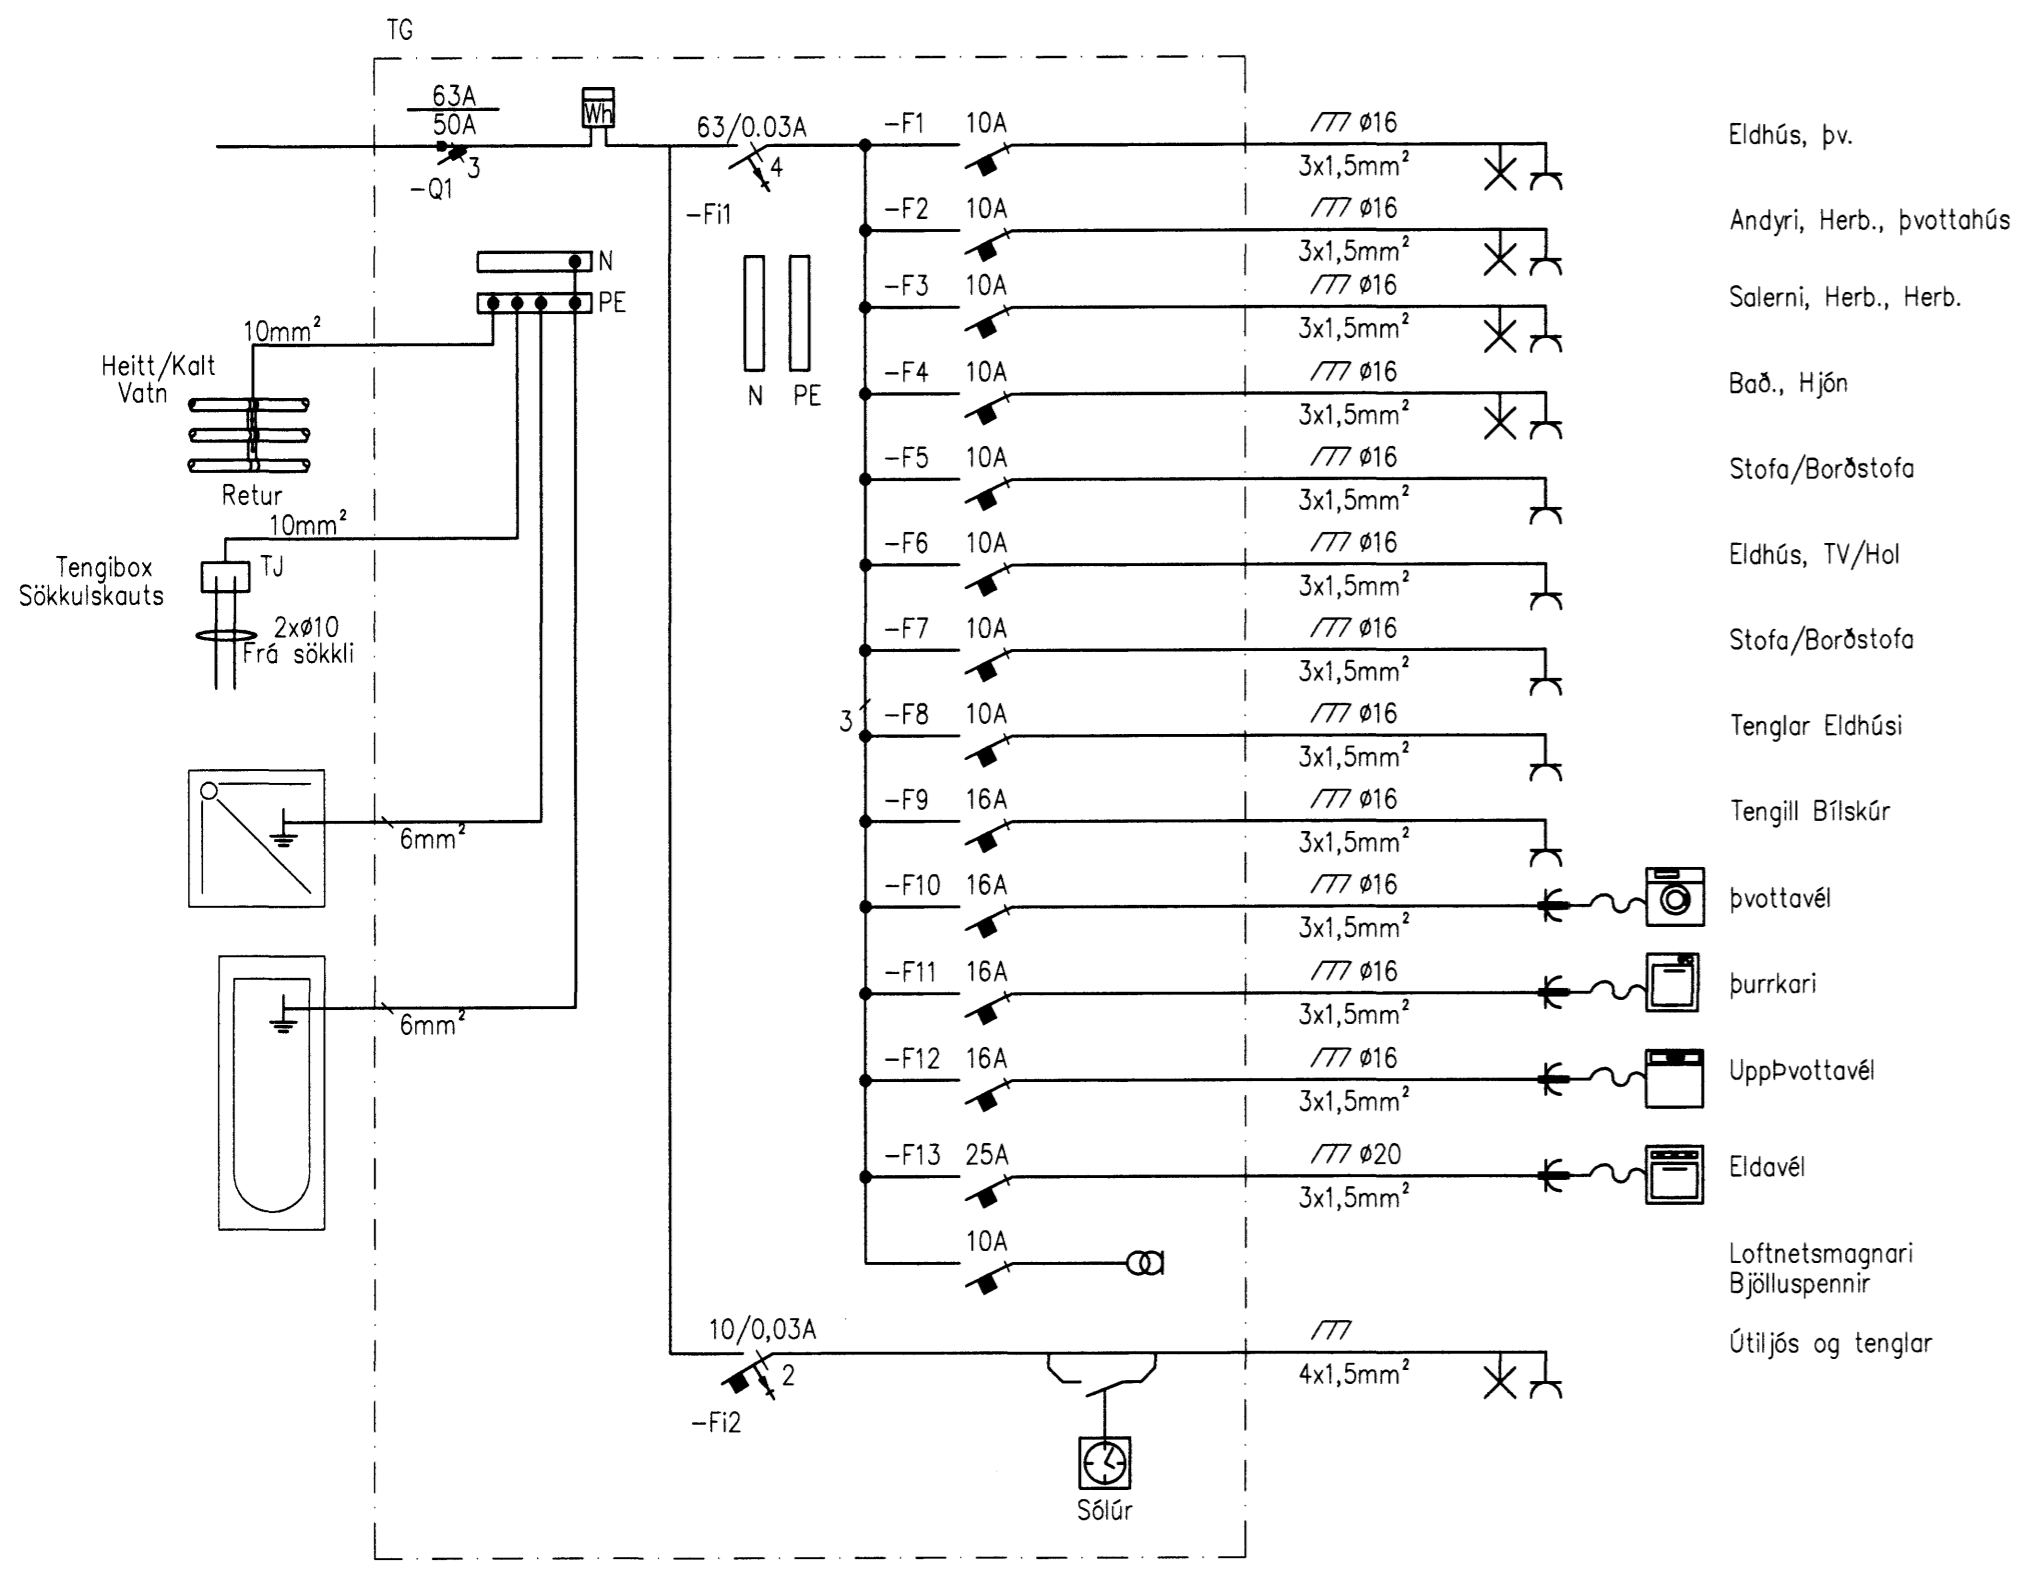 TG
63A
50A
3
-Q1
Wh
63/0.03A
4
-Fi1
N
PE
N
PE
10mm²
Heitt/Kalt
Vatn
Retur
10mm²
Tengibox
Sökkulskauts
TJ
2xø10
Frá sökkli
6mm²
6mm²
3
-F1 10A ø16
3x1,5mm²
Eldhús, þv.
-F2 10A ø16
3x1,5mm²
Andyri, Herb., þvottahús
-F3 10A ø16
3x1,5mm²
Salerni, Herb., Herb.
-F4 10A ø16
3x1,5mm²
Bað., Hjón
-F5 10A ø16
3x1,5mm²
Stofa/Borðstofa
-F6 10A ø16
3x1,5mm²
Eldhús, TV/Hol
-F7 10A ø16
3x1,5mm²
Stofa/Borðstofa
-F8 10A ø16
3x1,5mm²
Tenglar Eldhúsi
-F9 16A ø16
3x1,5mm²
Tengill Bílskúr
-F10 16A ø16
3x1,5mm²
þvottavél
-F11 16A ø16
3x1,5mm²
þurrkari
-F12 16A ø16
3x1,5mm²
UppÞvottavél
-F13 25A ø20
3x1,5mm²
Eldavél
10A
Loftnetsmagnari
Bjölluspennir
10/0,03A
2
-Fi2
4x1,5mm²
Útiljós og tenglar
Sólúr